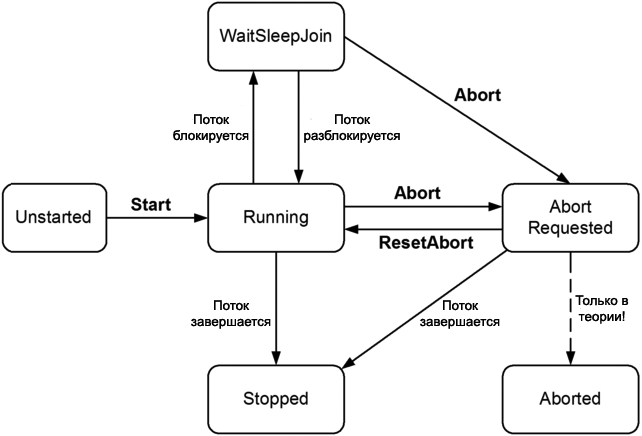 WaitSleepJoin
Abort
Поток
блокируется
Поток
разблокируется
Unstarted
Start
Running
Abort
ResetAbort
Abort
Requested
Поток
завершается
Поток
завершается
Только в
теории!
Stopped
Aborted